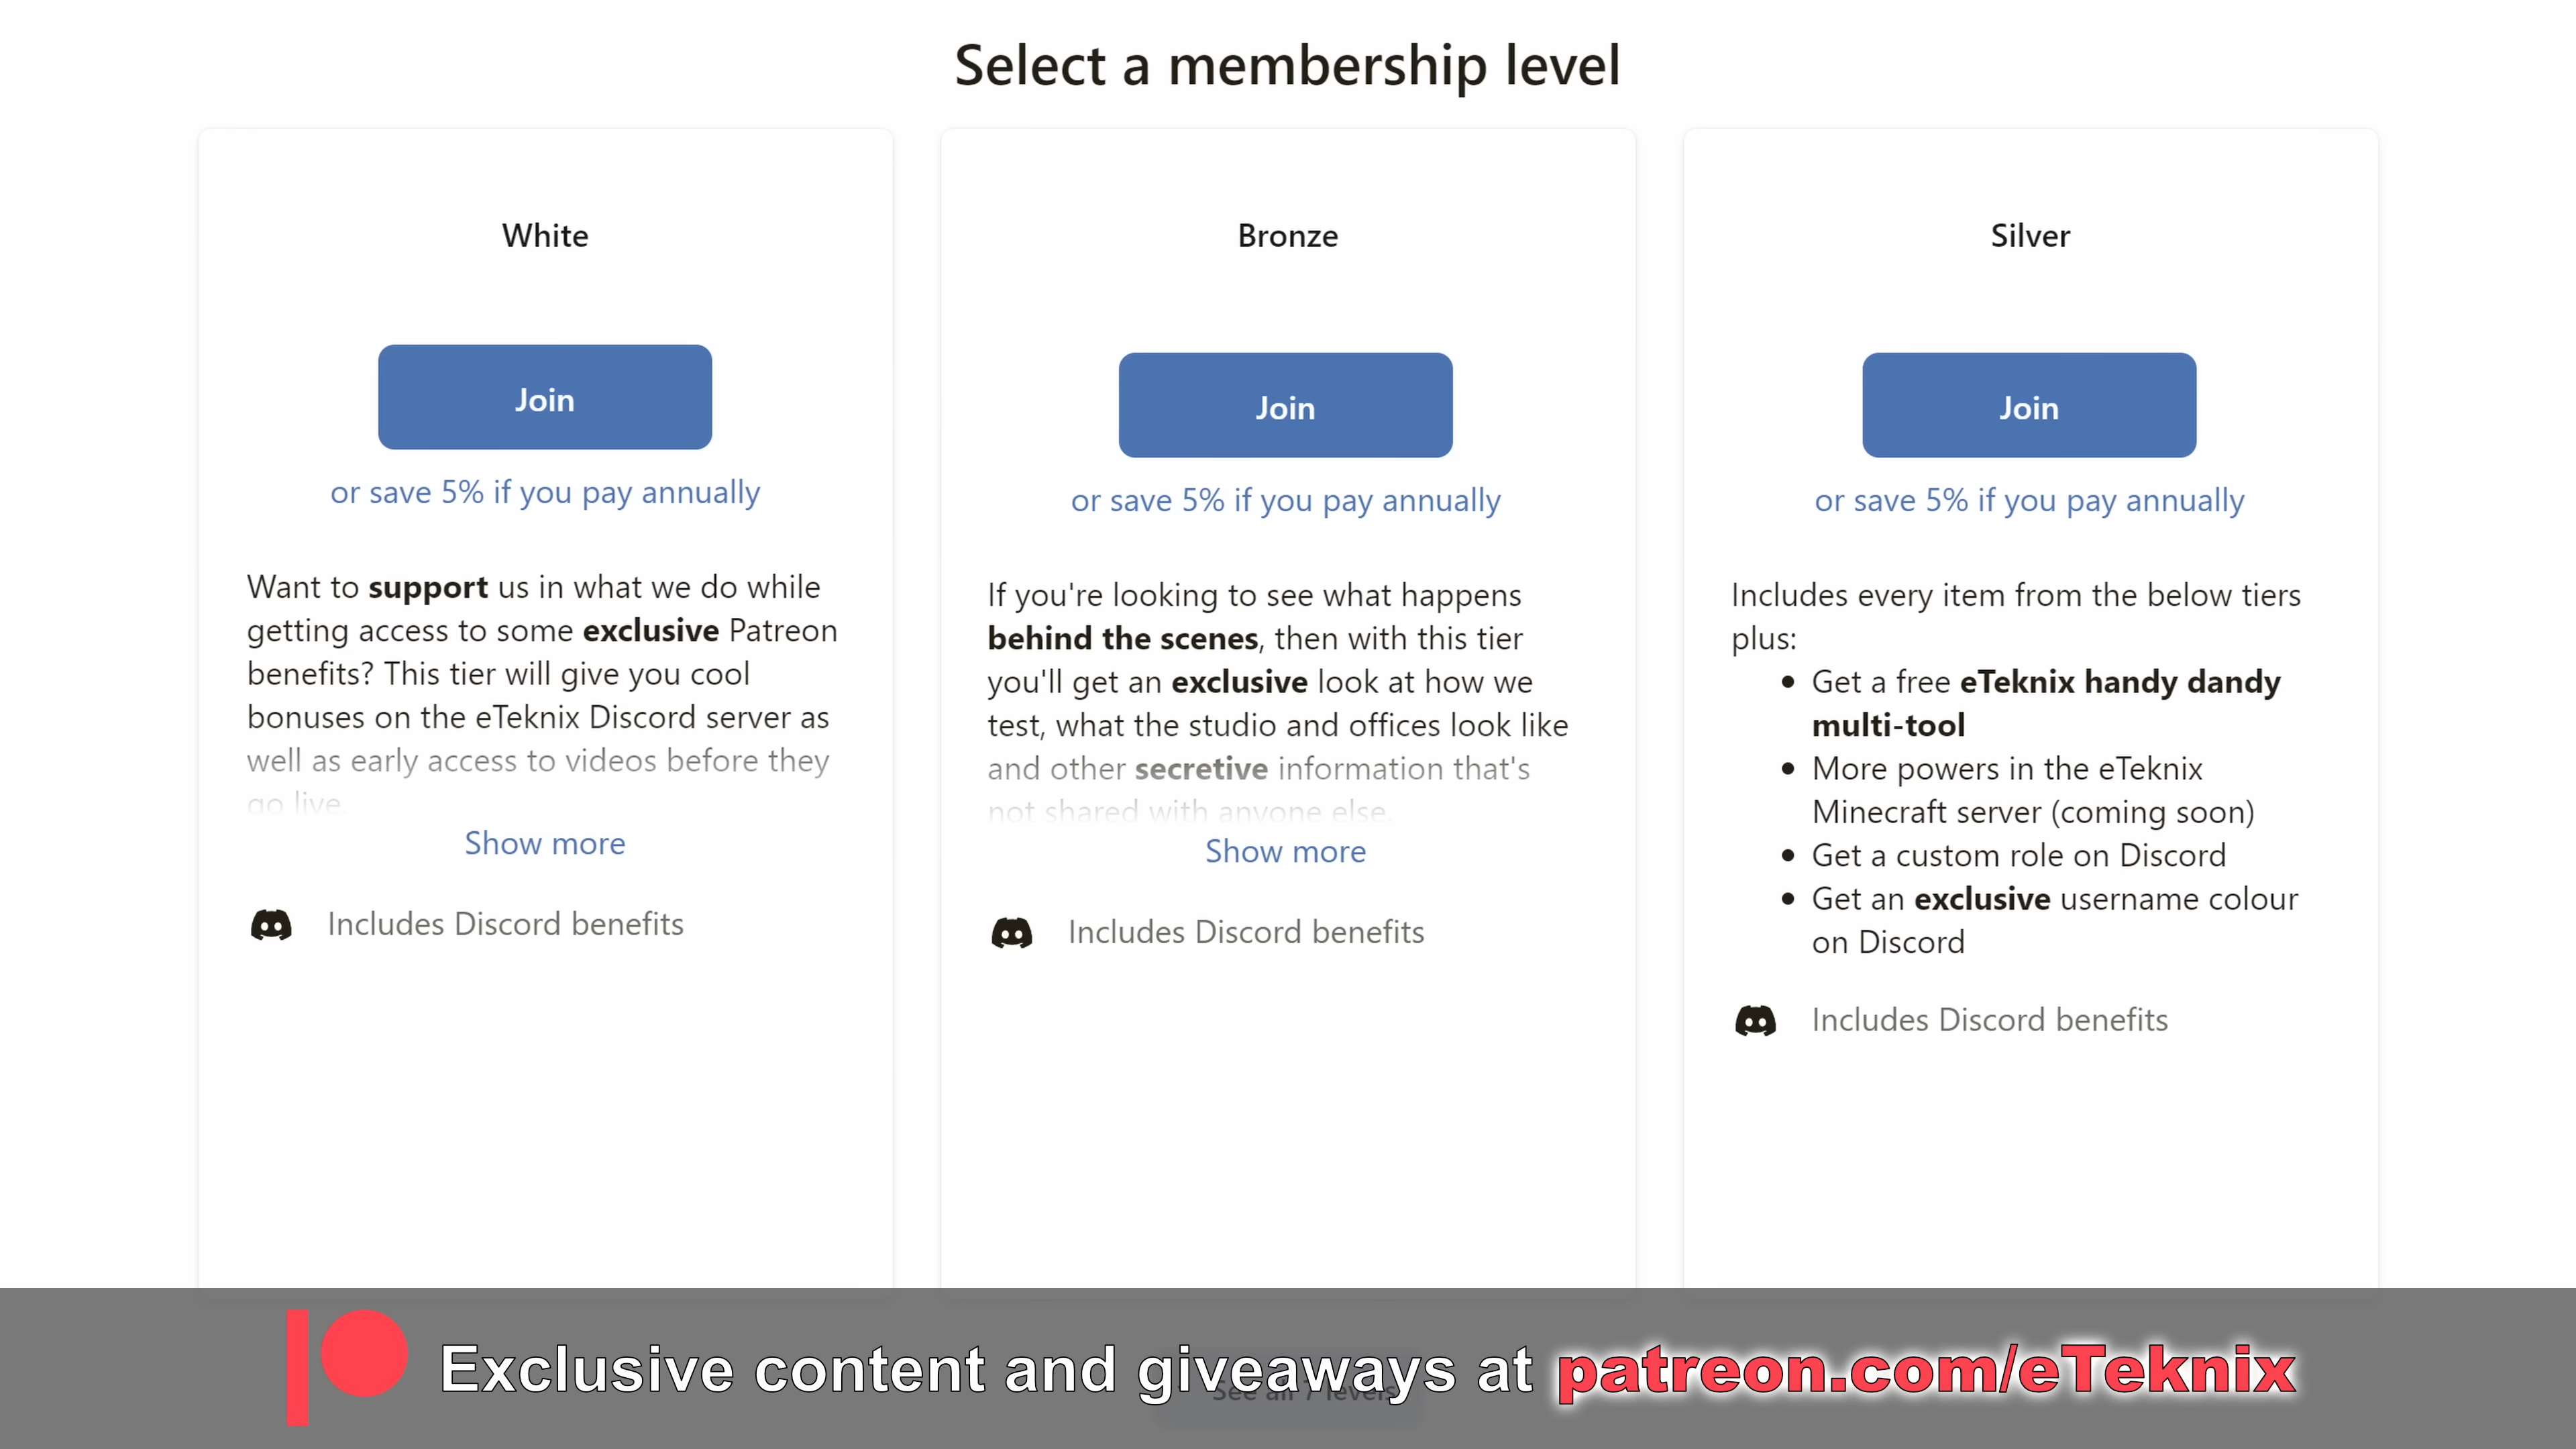 Select a membership level
White
Join
or save 5% if you pay annually
Want to support us in what we do while
getting access to some exclusive Patreon
benefits? This tier will give you cool
bonuses on the eTeknix Discord server as
well as early access to videos before they
go live.
Show more
Includes Discord benefits
Bronze
Join
or save 5% if you pay annually
If you're looking to see what happens
behind the scenes, then with this tier
you'll get an exclusive look at how we
test, what the studio and offices look like
and other secretive information that's
not shared with anyone else.
Show more
Includes Discord benefits
Silver
Join
or save 5% if you pay annually
Includes every item from the below tiers
plus:
• Get a free eTeknix handy dandy
multi-tool
• More powers in the eTeknix
Minecraft server (coming soon)
• Get a custom role on Discord
• Get an exclusive username colour
on Discord
Includes Discord benefits
See all 7 levels
Exclusive content and giveaways at patreon.com/eTeknix